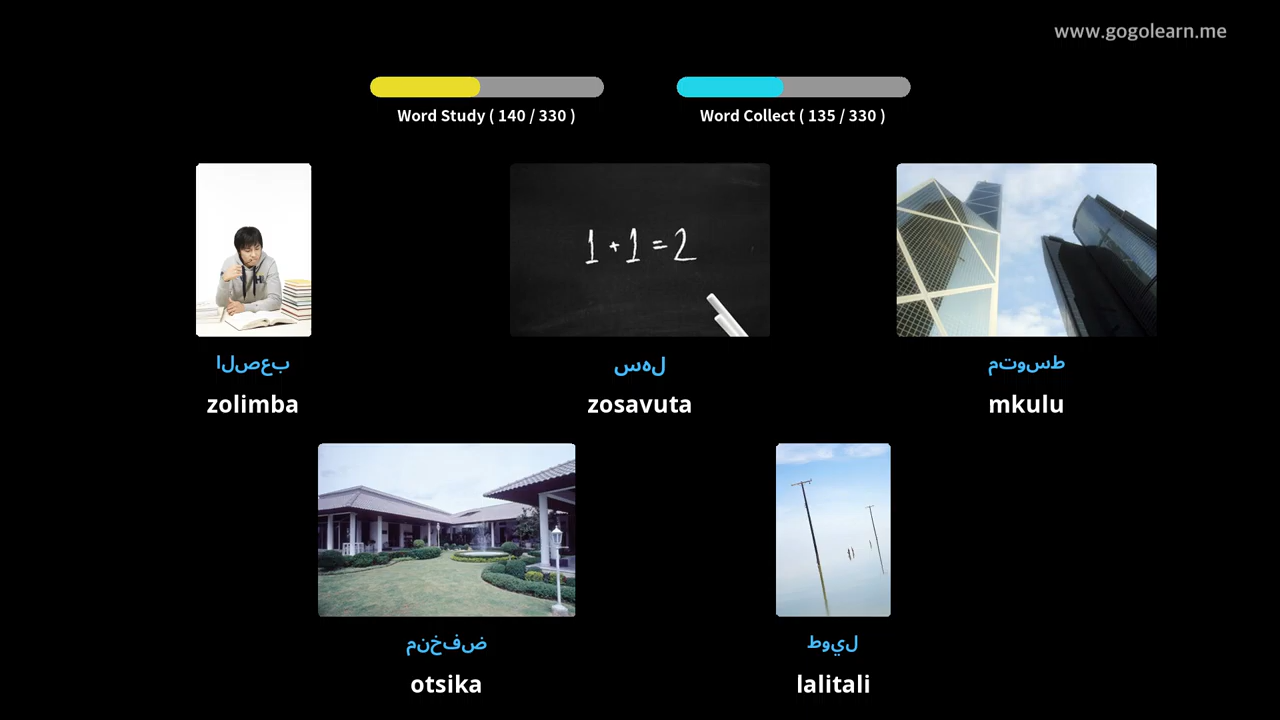 www.gogolearn.me
Word Study ( 140 / 330 )
Word Collect ( 135 / 330 )
1 + 1 = 2
الصعب
zolimba
سهل
zosavuta
متوسط
mkulu
منخفض
otsika
طويل
lalitali